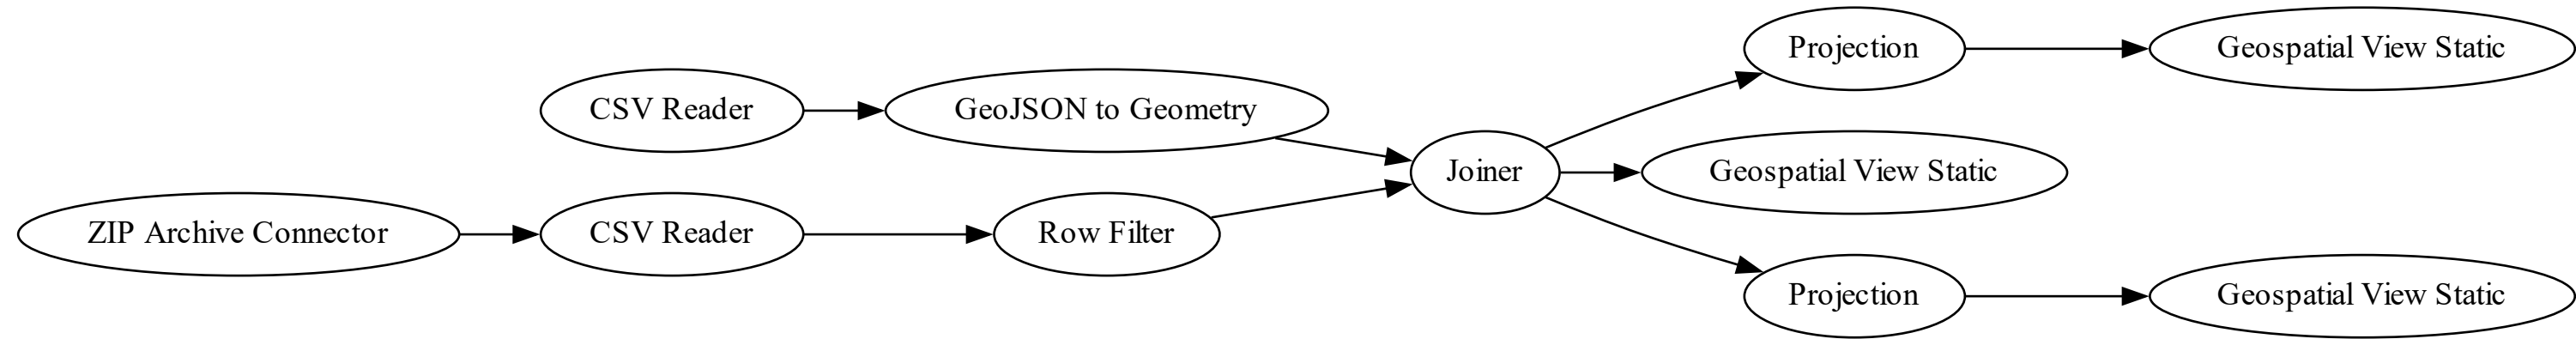 Projection
Geospatial View Static
CSV Reader
GeoJSON to Geometry
Joiner
Geospatial View Static
ZIP Archive Connector
CSV Reader
Row Filter
Projection
Geospatial View Static